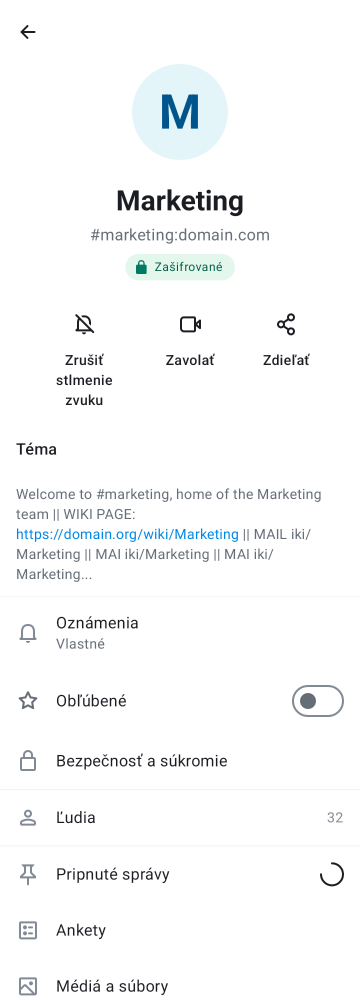 M
Marketing
#marketing:domain.com
Zašifrované
Zrušiť
stlmenie
zvuku
Zavolať
Zdieľať
Téma
Welcome to #marketing, home of the Marketing
team || WIKI PAGE:
https://domain.org/wiki/Marketing || MAIL iki/
Marketing || MAI iki/Marketing || MAI iki/
Marketing...
Oznámenia
Vlastné
Obľúbené
Bezpečnosť a súkromie
Ľudia 32
Pripnuté správy
Ankety
Médiá a súbory